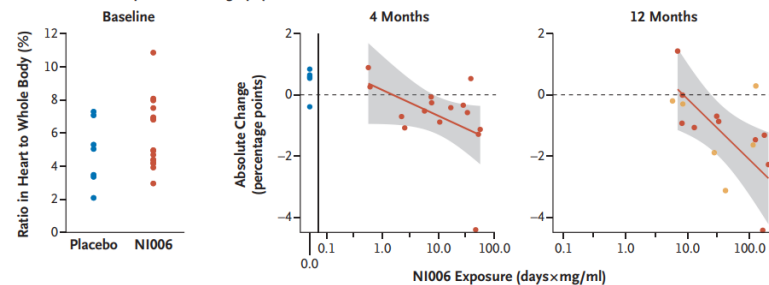 Baseline
4 Months
12 Months
Ratio in Heart to Whole Body (%)
12
10
8
6
4
2
0
Placebo
NI006
Absolute Change
(percentage points)
2
0
−2
−4
0.0
0.1
1.0
10.0
100.0
2
0
−2
−4
0.1
1.0
10.0
100.0
NI006 Exposure (days×mg/ml)